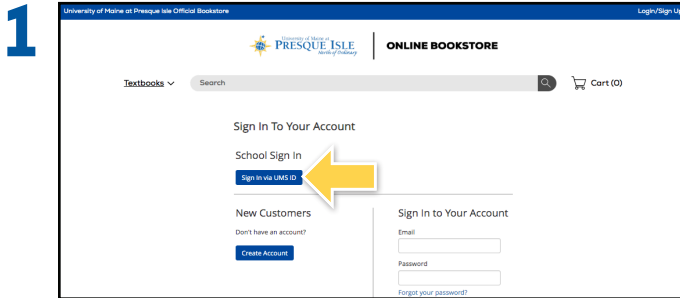 1
University of Maine at Presque Isle Official Bookstore
Login/Sign Up
University of Maine at
PRESQUE ISLE
North of Ordinary
ONLINE BOOKSTORE
Textbooks
Search
Cart (0)
Sign In To Your Account
School Sign In
Sign In via UMS ID
New Customers
Don't have an account?
Create Account
Sign In to Your Account
Email
Password
Forgot your password?